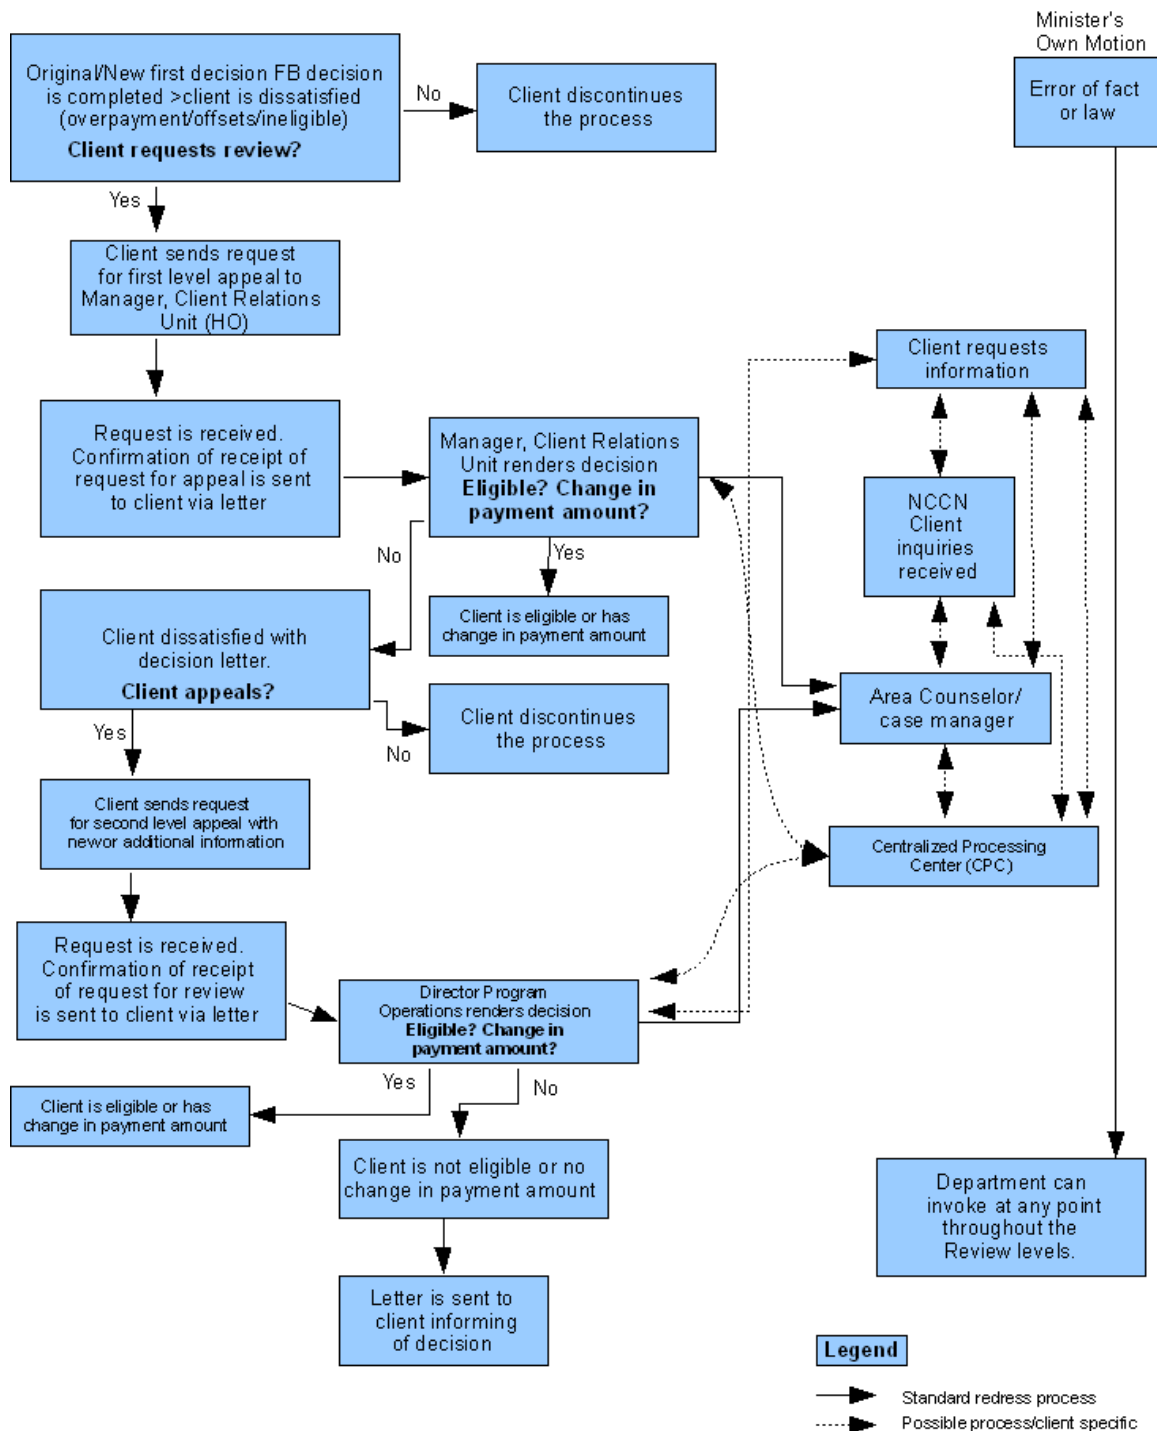 Minister's
Own Motion
Original/New first decision FB decision
is completed >client is dissatisfied
(overpayment/offsets/ineligible)
Client requests review?
No
Client discontinues
the process
Error of fact
or law
Yes
Client sends request
for first level appeal to
Manager, Client Relations
Unit (HO)
Client requests
information
Request is received.
Confirmation of receipt of
request for appeal is sent
to client via letter
Manager, Client Relations
Unit renders decision
Eligible? Change in
payment amount?
NCCN
Client
inquiries
received
No
Yes
Client is eligible or has
change in payment amount
Client dissatisfied with
decision letter.
Client appeals?
Client discontinues
the process
Area Counselor/
case manager
Yes
No
Client sends request
for second level appeal with
newor additional information
Centralized Processing
Center (CPC)
Request is received.
Confirmation of receipt
of request for review
is sent to client via letter
Director Program
Operations renders decision
Eligible? Change in
payment amount?
Yes
No
Client is eligible or has
change in payment amount
Client is not eligible or no
change in payment amount
Department can
invoke at any point
throughout the
Review levels.
Letter is sent to
client informing
of decision
Legend
Standard redress process
Possible process/client specific